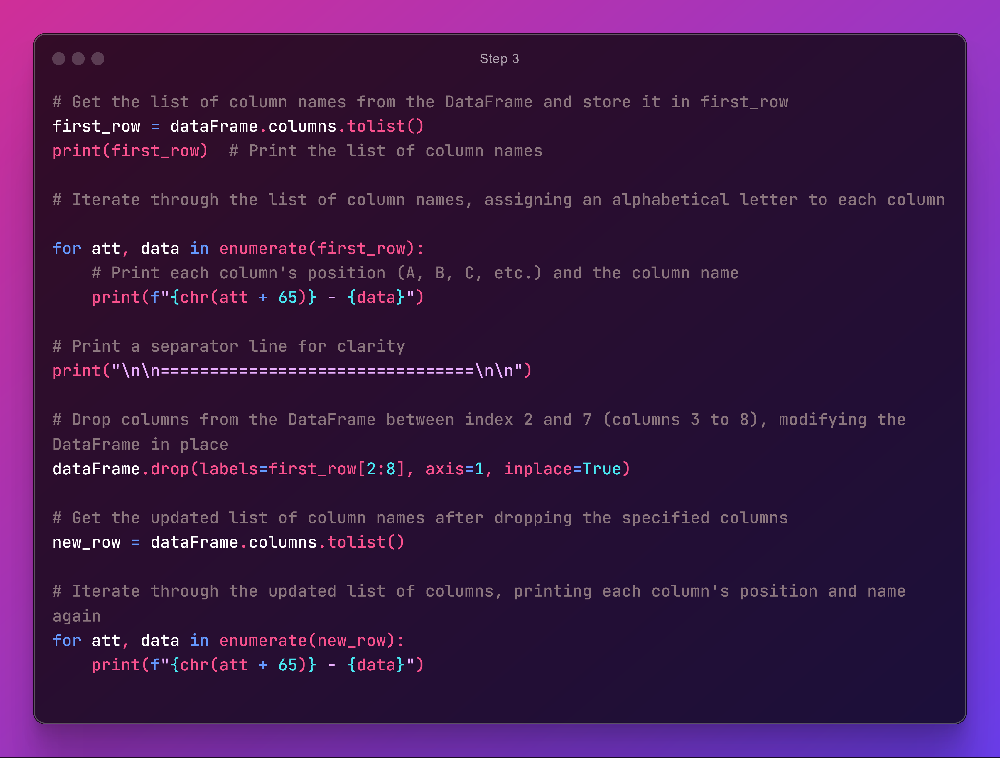 Step 3
# Get the list of column names from the DataFrame and store it in first_row
first_row = dataFrame.columns.tolist()
print(first_row)  # Print the list of column names
# Iterate through the list of column names, assigning an alphabetical letter to each column
for att, data in enumerate(first_row):
    # Print each column's position (A, B, C, etc.) and the column name
    print(f"{chr(att + 65)} - {data}")
# Print a separator line for clarity
print("\n\n================================\n\n")
# Drop columns from the DataFrame between index 2 and 7 (columns 3 to 8), modifying the
DataFrame in place
dataFrame.drop(labels=first_row[2:8], axis=1, inplace=True)
# Get the updated list of column names after dropping the specified columns
new_row = dataFrame.columns.tolist()
# Iterate through the updated list of columns, printing each column's position and name
again
for att, data in enumerate(new_row):
    print(f"{chr(att + 65)} - {data}")